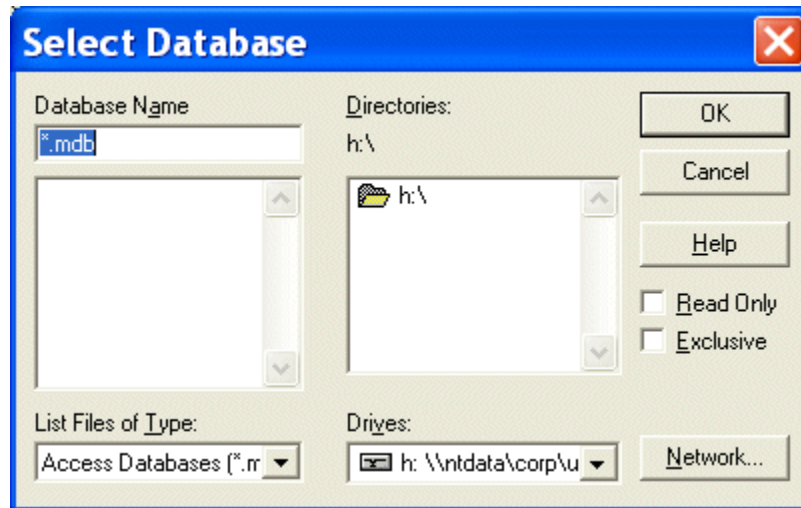 Select Database
Database Name
*.mdb
Directories:
h:\
h:\
OK
Cancel
Help
Read Only
Exclusive
List Files of Type:
Access Databases (*.m
Drives:
h: \\ntdata\corp\u
Network...